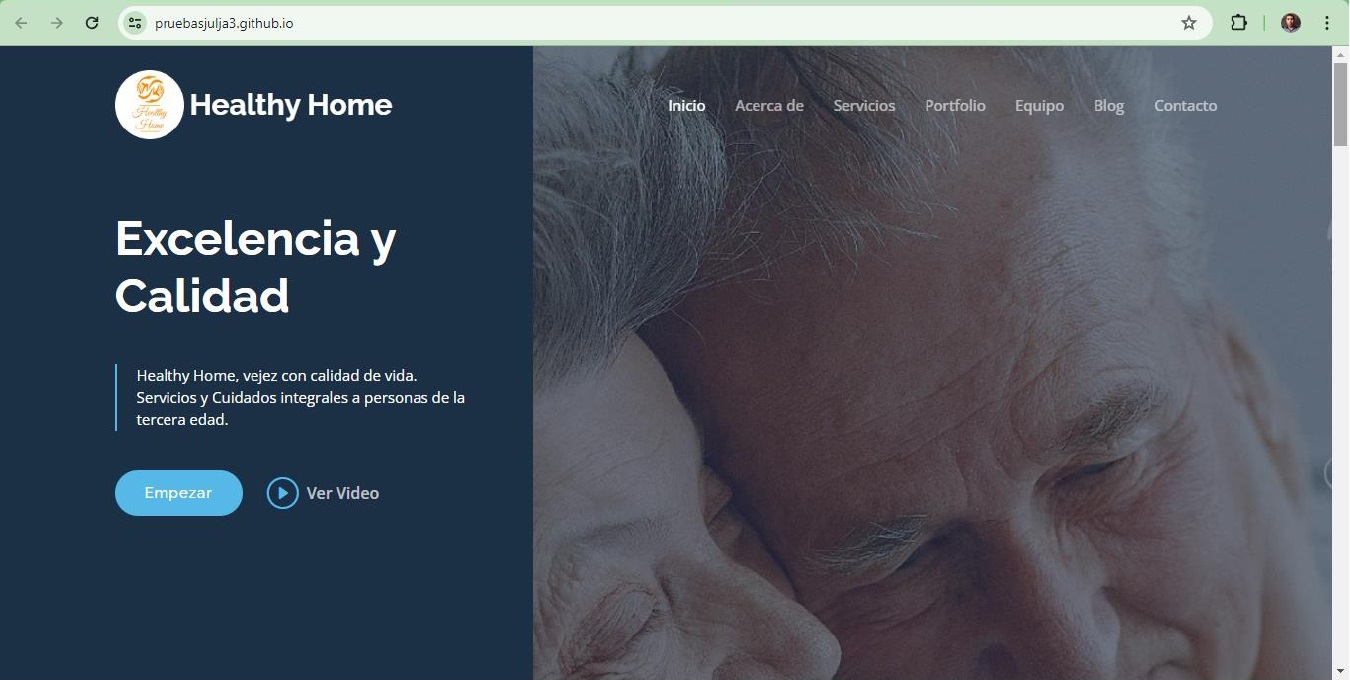 pruebasjulja3.github.io
Healthy
Home
Healthy Home
Inicio Acerca de Servicios Portfolio Equipo Blog Contacto
Excelencia y
Calidad
Healthy Home, vejez con calidad de vida.
Servicios y Cuidados integrales a personas de la
tercera edad.
Empezar
Ver Video